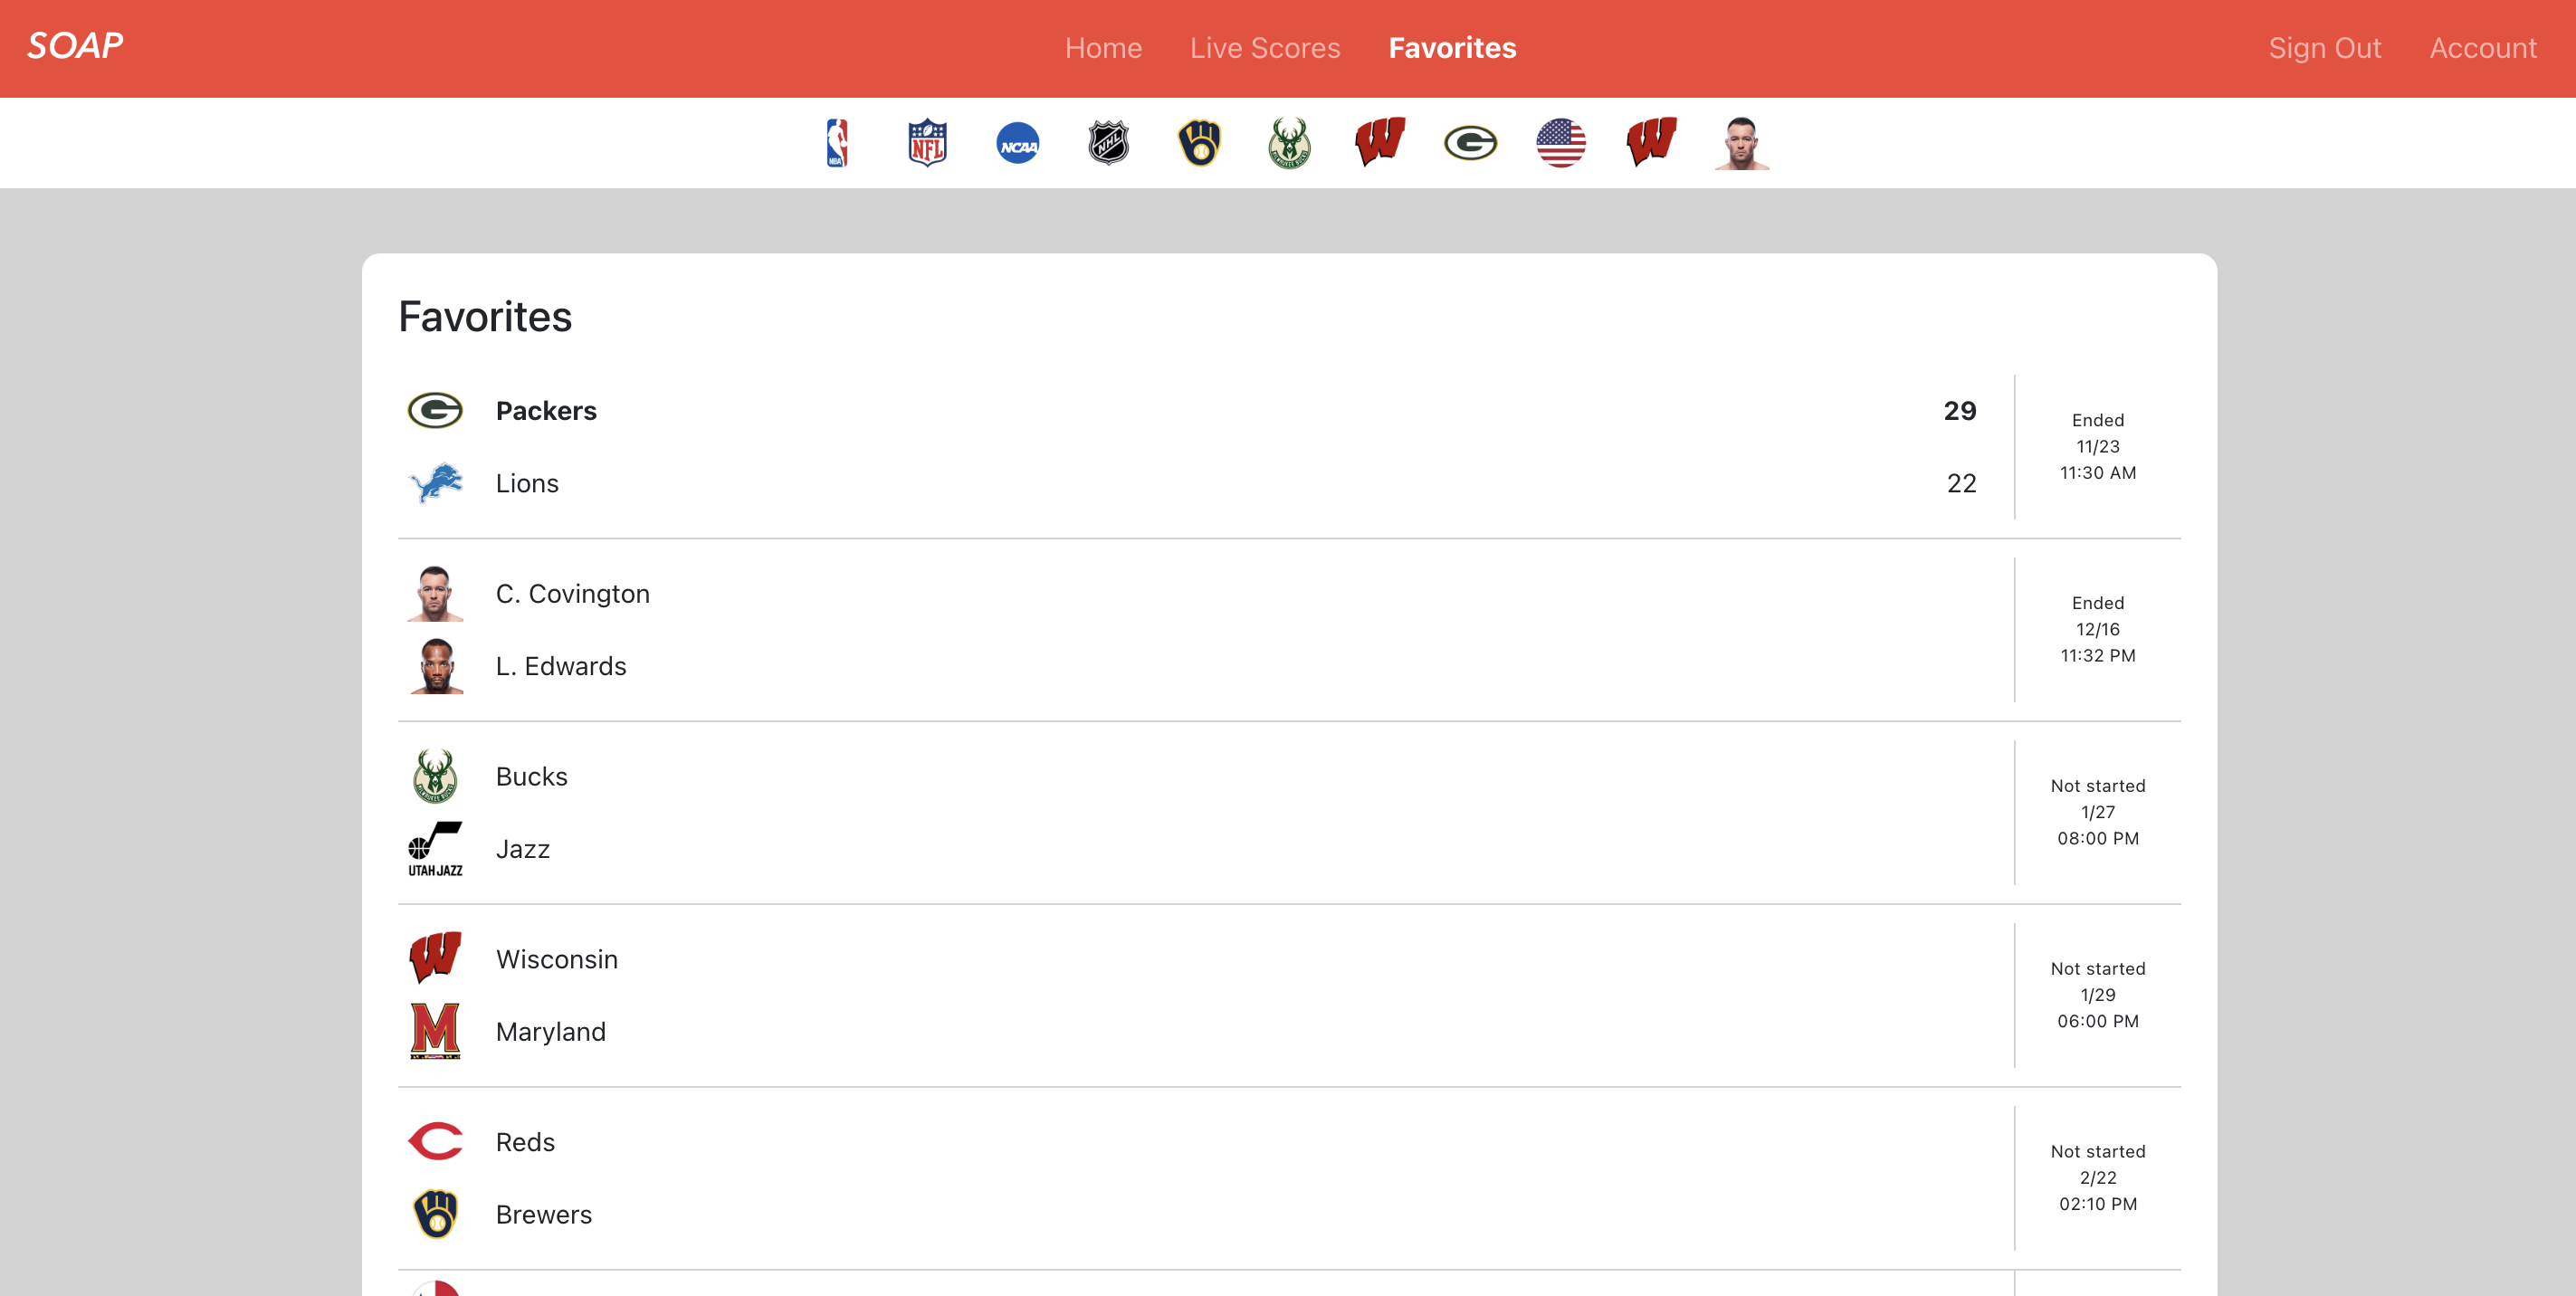 SOAP
Home Live Scores Favorites
Sign Out Account
NBA NFL NCAA NHL
Favorites
Packers 29
Lions 22
Ended
11/23
11:30 AM
C. Covington
L. Edwards
Ended
12/16
11:32 PM
Bucks
UTAH JAZZ
Jazz
Not started
1/27
08:00 PM
Wisconsin
Maryland
Not started
1/29
06:00 PM
Reds
Brewers
Not started
2/22
02:10 PM